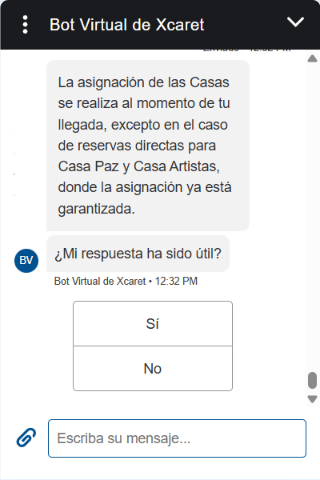 Bot Virtual de Xcaret
La asignación de las Casas
se realiza al momento de tu
llegada, excepto en el caso
de reservas directas para
Casa Paz y Casa Artistas,
donde la asignación ya está
garantizada.
¿Mi respuesta ha sido útil?
BV
Bot Virtual de Xcaret • 12:32 PM
Sí
No
Escriba su mensaje...